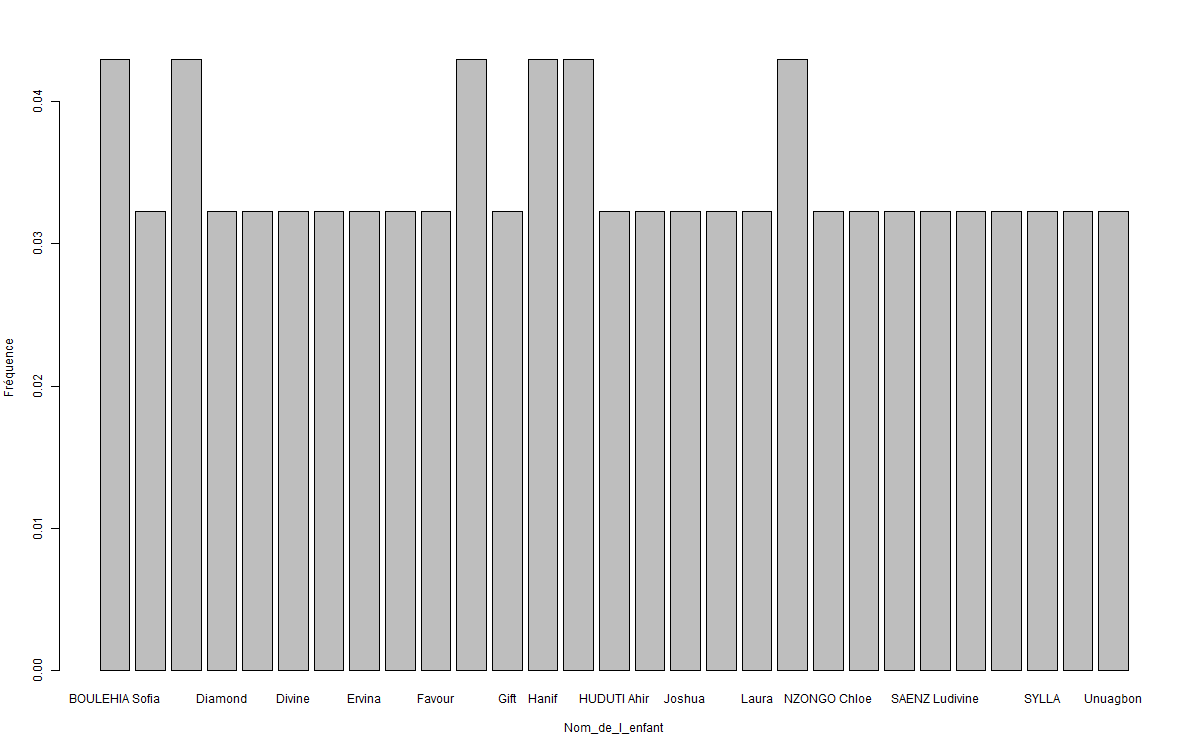 0.04
0.03
0.02
0.01
0.00
Fréquence
BOULEHIA Sofia Diamond Divine Ervina Favour Gift Hanif HUDUTI Ahir Joshua Laura NZONGO Chloe SAENZ Ludivine SYLLA Unuagbon
Nom_de_l_enfant